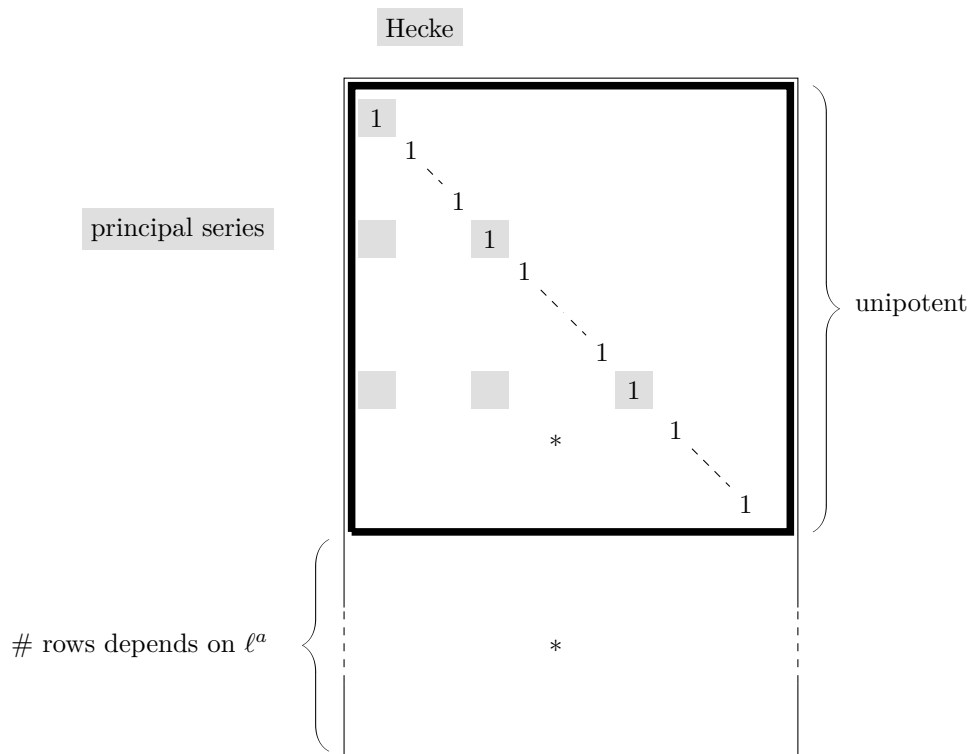 Hecke
1
1
1
principal series
1
1
unipotent
1
1
1
*
1
# rows depends on ℓ^a
*